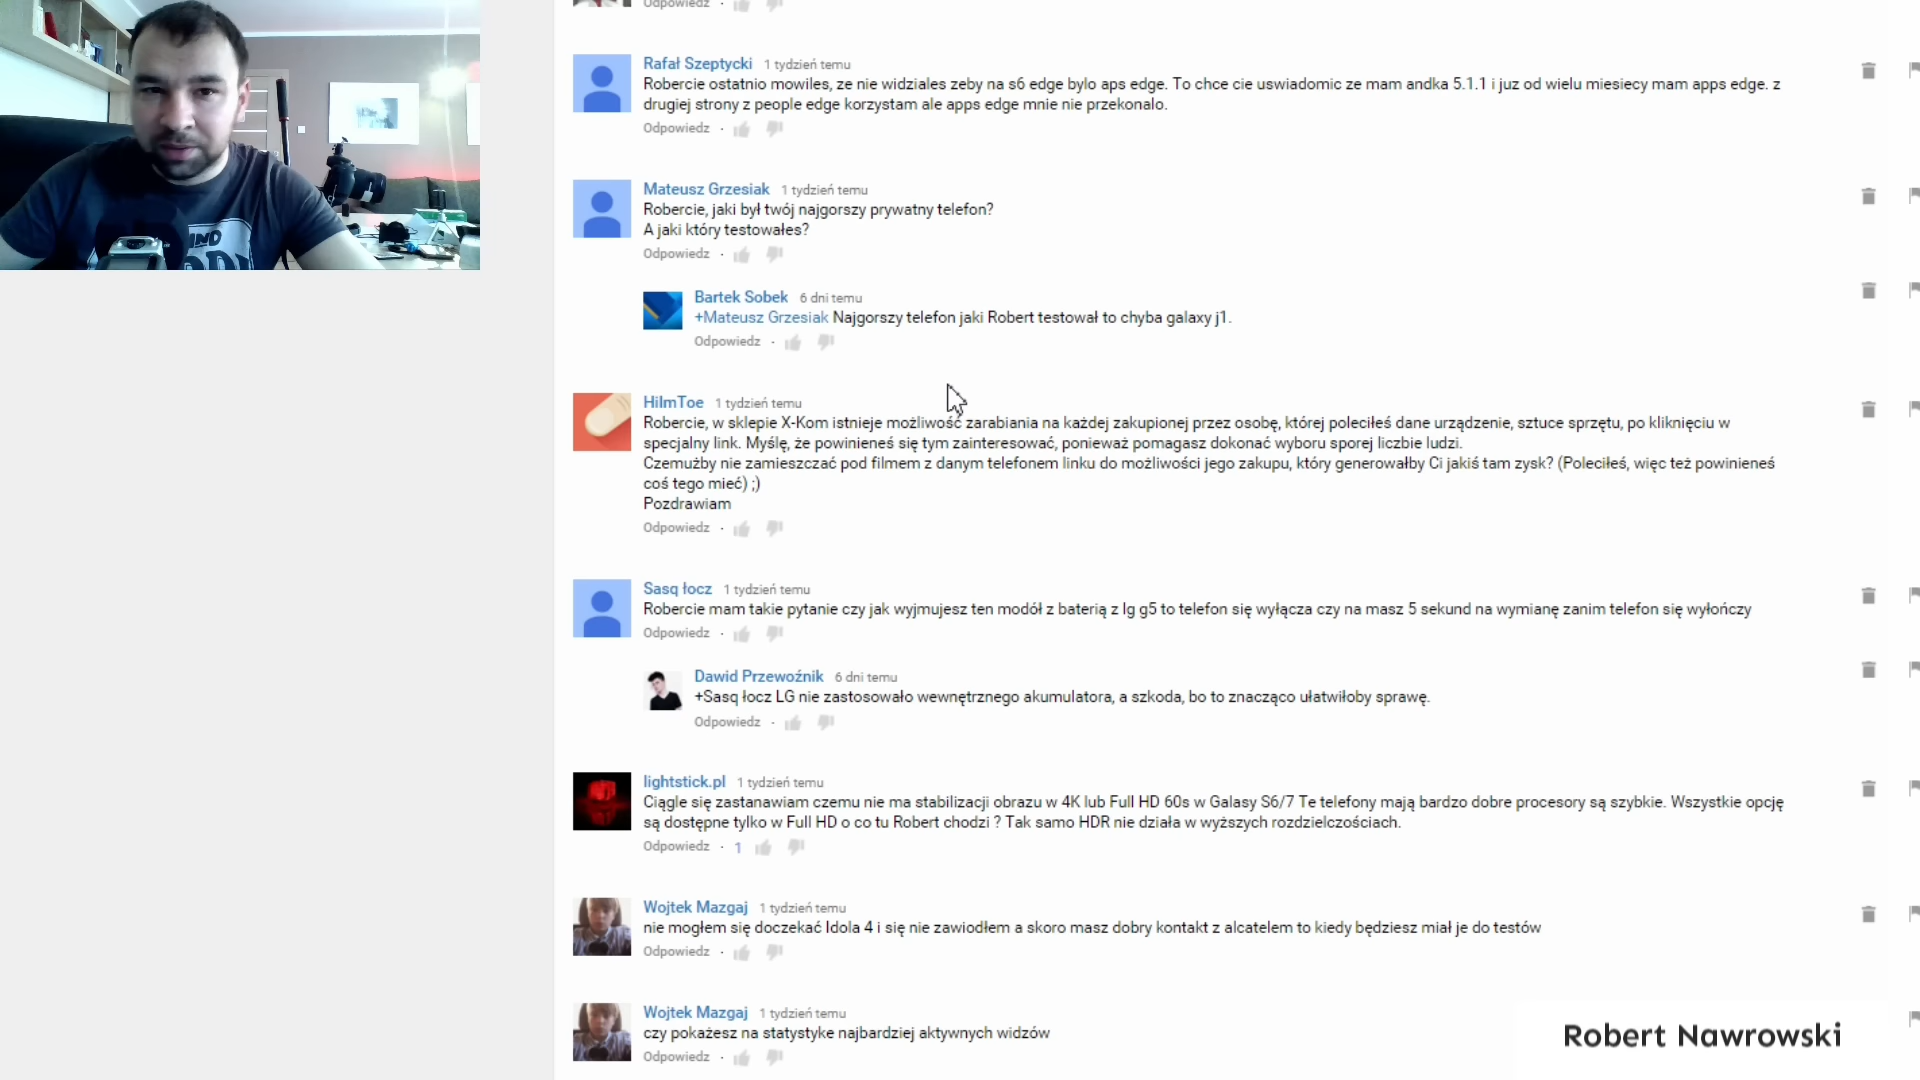 Odpowiedz ·
Rafał Szeptycki 1 tydzień temu
Robercie ostatnio mowiles, ze nie widziales zeby na s6 edge bylo aps edge. To chce cie uswiadomic ze mam andka 5.1.1 i juz od wielu miesiecy mam apps edge. z
drugiej strony z people edge korzystam ale apps edge mnie nie przekonalo.
Odpowiedz ·
Mateusz Grzesiak 1 tydzień temu
Robercie, jaki był twój najgorszy prywatny telefon?
A jaki który testowałes?
Odpowiedz ·
Bartek Sobek 6 dni temu
+Mateusz Grzesiak Najgorszy telefon jaki Robert testował to chyba galaxy j1.
Odpowiedz ·
HilmToe 1 tydzień temu
Robercie, w sklepie X-Kom istnieje możliwość zarabiania na każdej zakupionej przez osobę, której poleciłeś dane urządzenie, sztuce sprzętu, po kliknięciu w
specjalny link. Myślę, że powinieneś się tym zainteresować, ponieważ pomagasz dokonać wyboru sporej liczbie ludzi.
Czemużby nie zamieszczać pod filmem z danym telefonem linku do możliwości jego zakupu, który generowałby Ci jakiś tam zysk? (Poleciłeś, więc też powinieneś
coś tego mieć) ;)
Pozdrawiam
Odpowiedz ·
Sasq łocz 1 tydzień temu
Robercie mam takie pytanie czy jak wyjmujesz ten modół z baterią z lg g5 to telefon się wyłącza czy na masz 5 sekund na wymianę zanim telefon się wyłończy
Odpowiedz ·
Dawid Przewoźnik 6 dni temu
+Sasq łocz LG nie zastosowało wewnętrznego akumulatora, a szkoda, bo to znacząco ułatwiłoby sprawę.
Odpowiedz ·
lightstick.pl 1 tydzień temu
Ciągle się zastanawiam czemu nie ma stabilizacji obrazu w 4K lub Full HD 60s w Galasy S6/7 Te telefony mają bardzo dobre procesory są szybkie. Wszystkie opcję
są dostępne tylko w Full HD o co tu Robert chodzi ? Tak samo HDR nie działa w wyższych rozdzielczościach.
Odpowiedz · 1
Wojtek Mazgaj 1 tydzień temu
nie mogłem się doczekać Idola 4 i się nie zawiodłem a skoro masz dobry kontakt z alcatelem to kiedy będziesz miał je do testów
Odpowiedz ·
Wojtek Mazgaj 1 tydzień temu
czy pokażesz na statystyke najbardziej aktywnych widzów
Odpowiedz ·
Robert Nawrowski